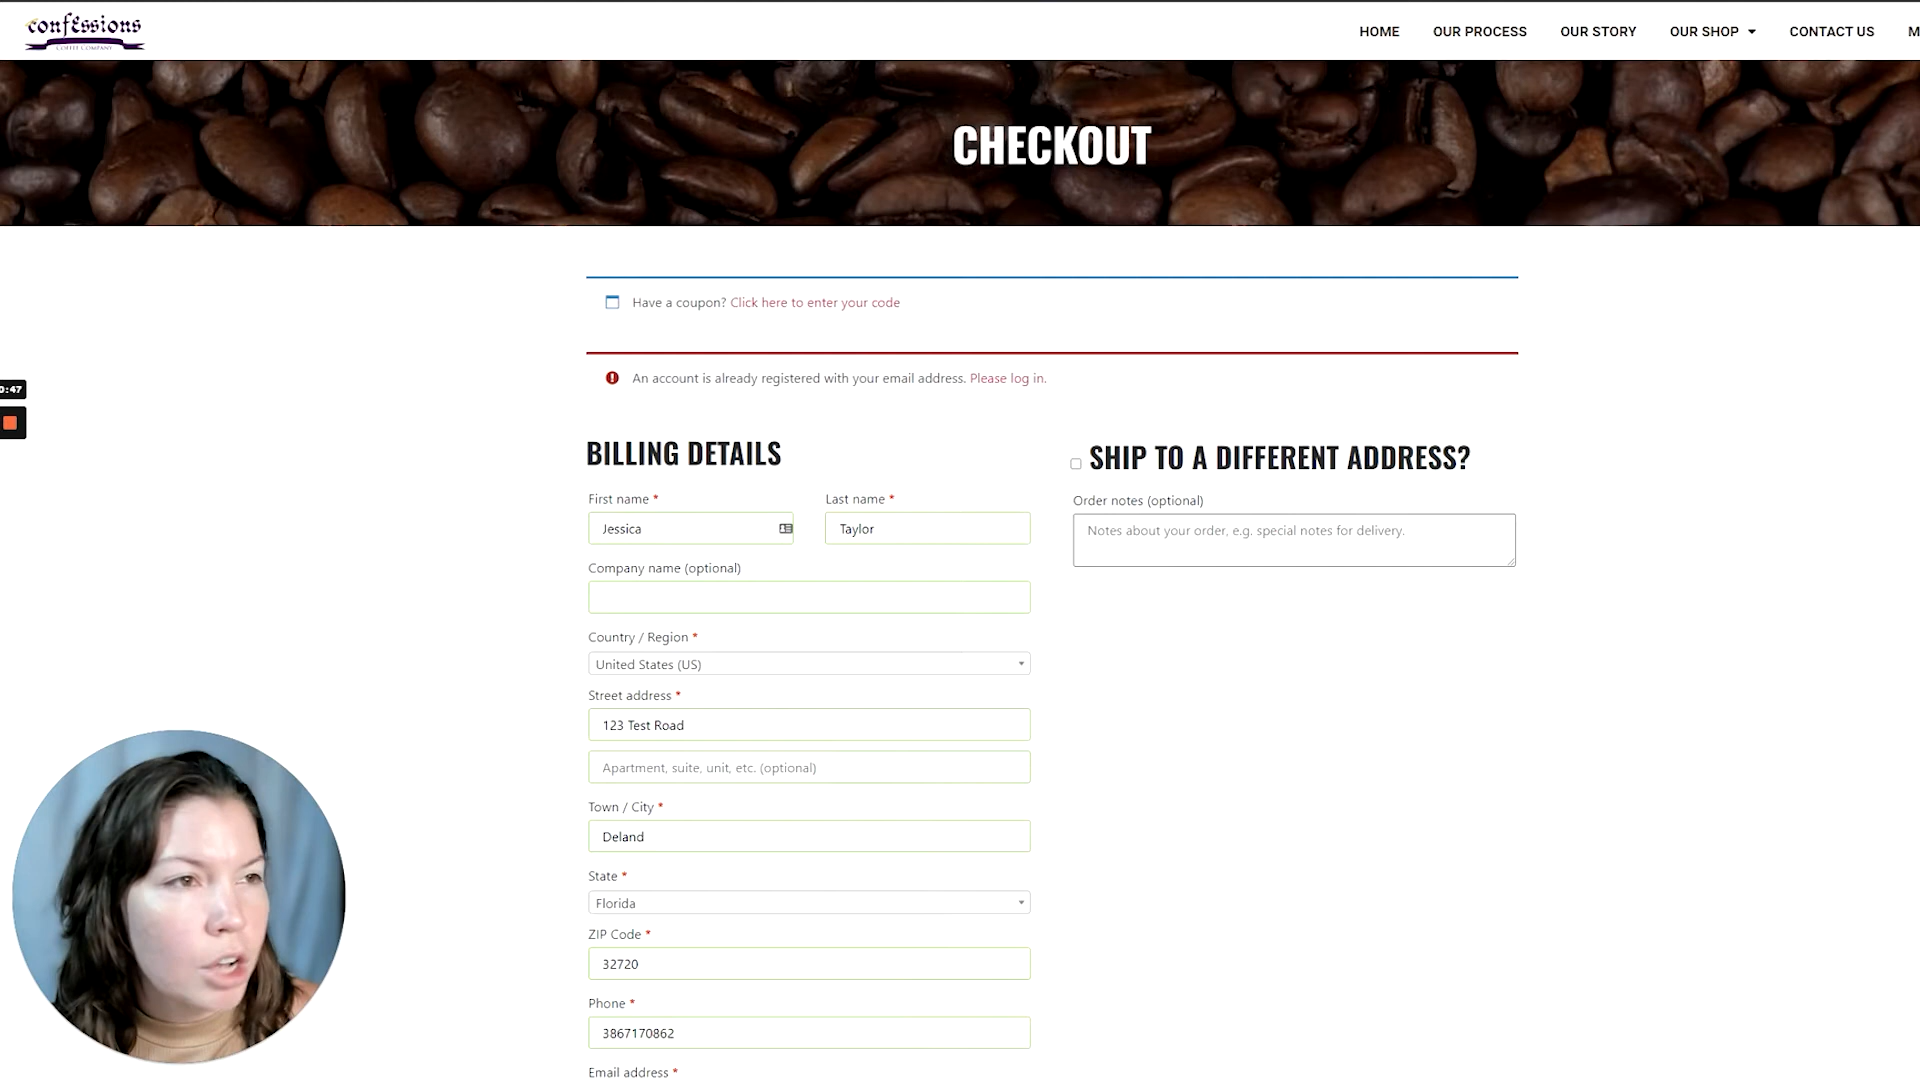 confessions
COFFEE COMPANY
HOME OUR PROCESS OUR STORY OUR SHOP CONTACT US M
CHECKOUT
Have a coupon? Click here to enter your code
0:47
An account is already registered with your email address. Please log in.
BILLING DETAILS
SHIP TO A DIFFERENT ADDRESS?
First name *
Last name *
Order notes (optional)
Jessica
Taylor
Notes about your order, e.g. special notes for delivery.
Company name (optional)
Country / Region *
United States (US)
Street address *
123 Test Road
Apartment, suite, unit, etc. (optional)
Town / City *
Deland
State *
Florida
ZIP Code *
32720
Phone *
3867170862
Email address *